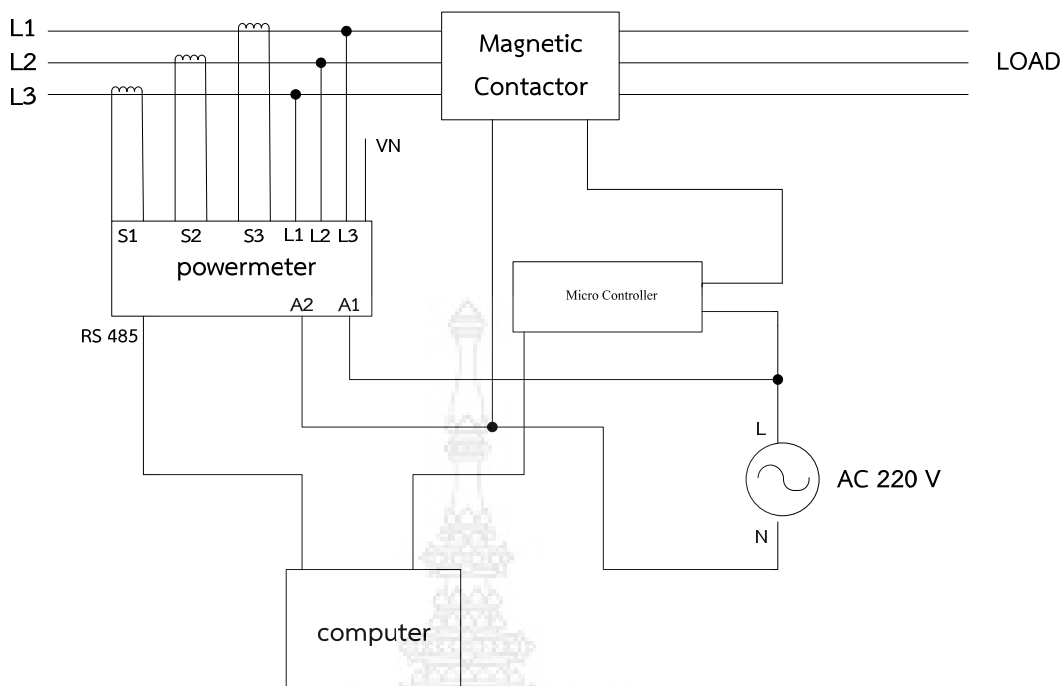 L1
L2
L3
Magnetic
Contactor
LOAD
VN
S1 S2 S3 L1 L2 L3
powermeter
A2 A1
RS 485
Micro Controller
L
AC 220 V
N
computer